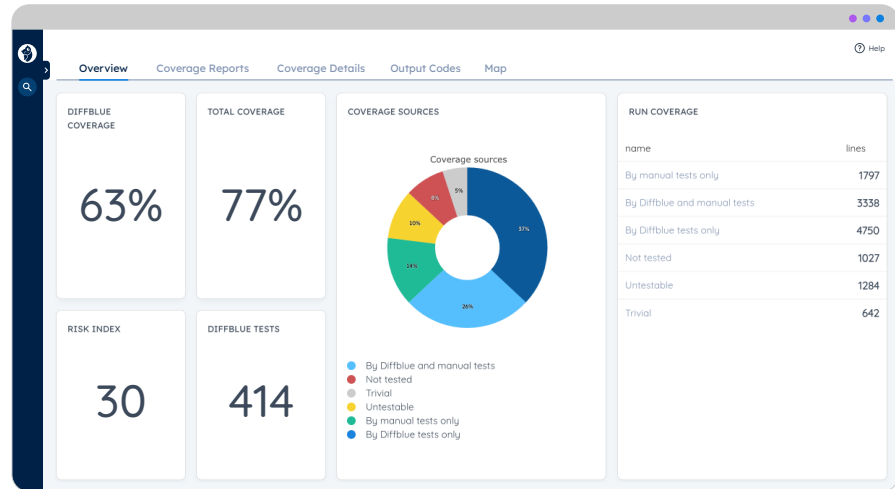 Help
Overview Coverage Reports Coverage Details Output Codes Map
DIFFBLUE
COVERAGE
63%
TOTAL COVERAGE
77%
RISK INDEX
30
DIFFBLUE TESTS
414
COVERAGE SOURCES
Coverage sources
5%
8%
10%
37%
14%
26%
By Diffblue and manual tests
Not tested
Trivial
Untestable
By manual tests only
By Diffblue tests only
RUN COVERAGE
name lines
By manual tests only 1797
By Diffblue and manual tests 3338
By Diffblue tests only 4750
Not tested 1027
Untestable 1284
Trivial 642